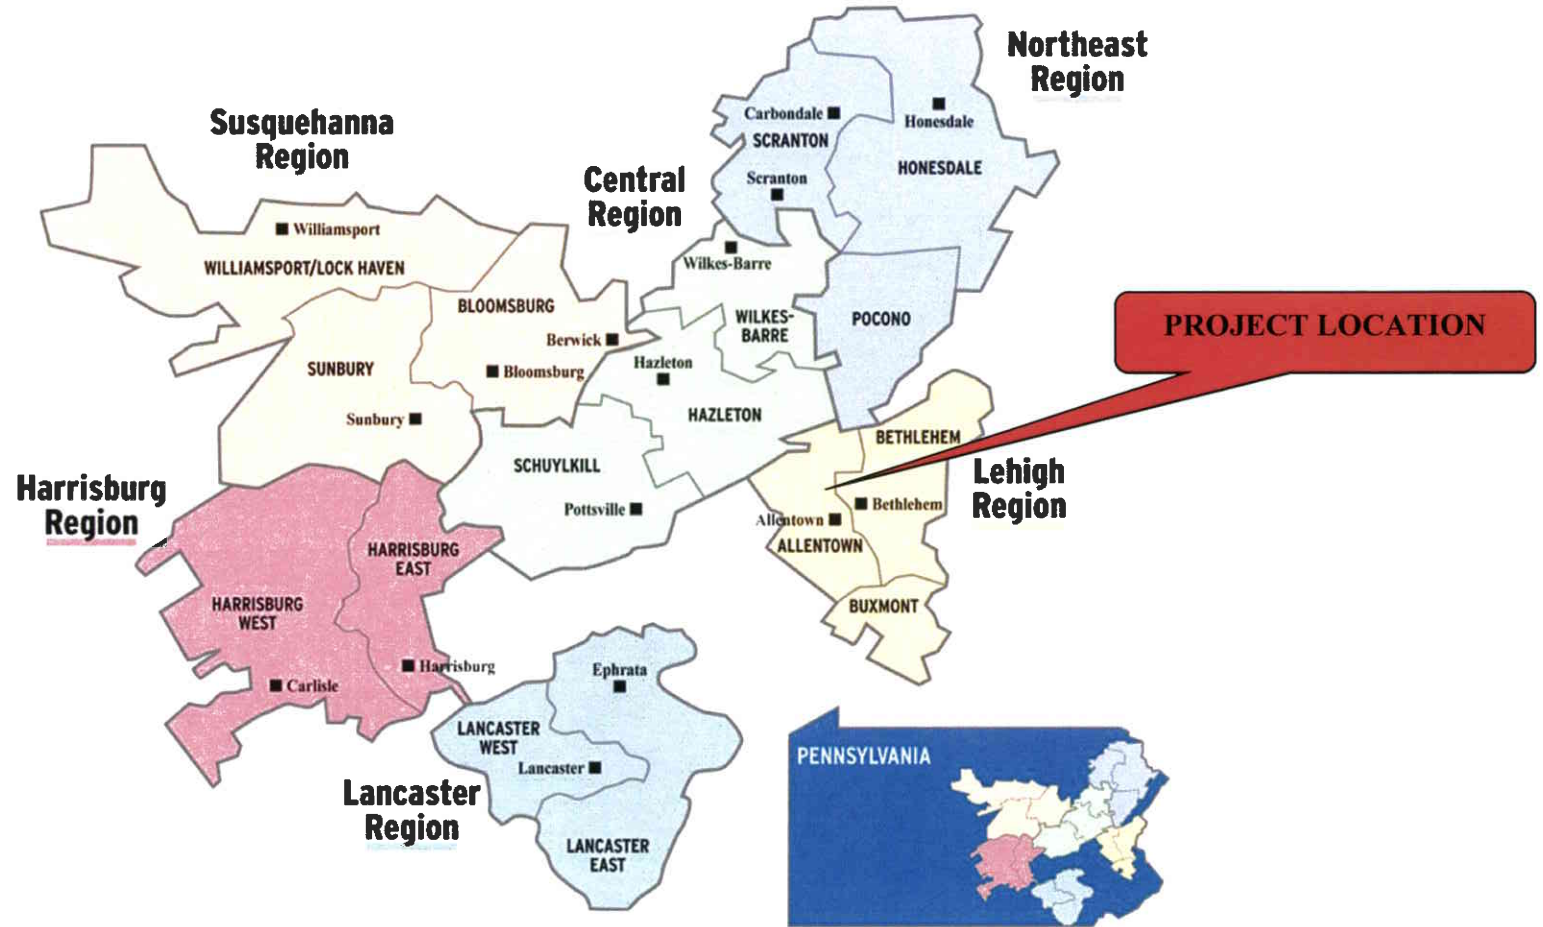 Northeast
Region
Susquehanna
Region
Central
Region
Carbondale
SCRANTON
Scranton
Honesdale
HONESDALE
Williamsport
WILLIAMSPORT/LOCK HAVEN
Wilkes-Barre
WILKES-
BARRE
POCONO
BLOOMSBURG
Berwick
Bloomsburg
SUNBURY
Sunbury
Hazleton
HAZLETON
PROJECT LOCATION
SCHUYLKILL
Pottsville
BETHLEHEM
Bethlehem
Lehigh
Region
Allentown
ALLENTOWN
BUXMONT
Harrisburg
Region
HARRISBURG
EAST
HARRISBURG
WEST
Harrisburg
Carlisle
Ephrata
LANCASTER
WEST
Lancaster
Lancaster
Region
LANCASTER
EAST
PENNSYLVANIA